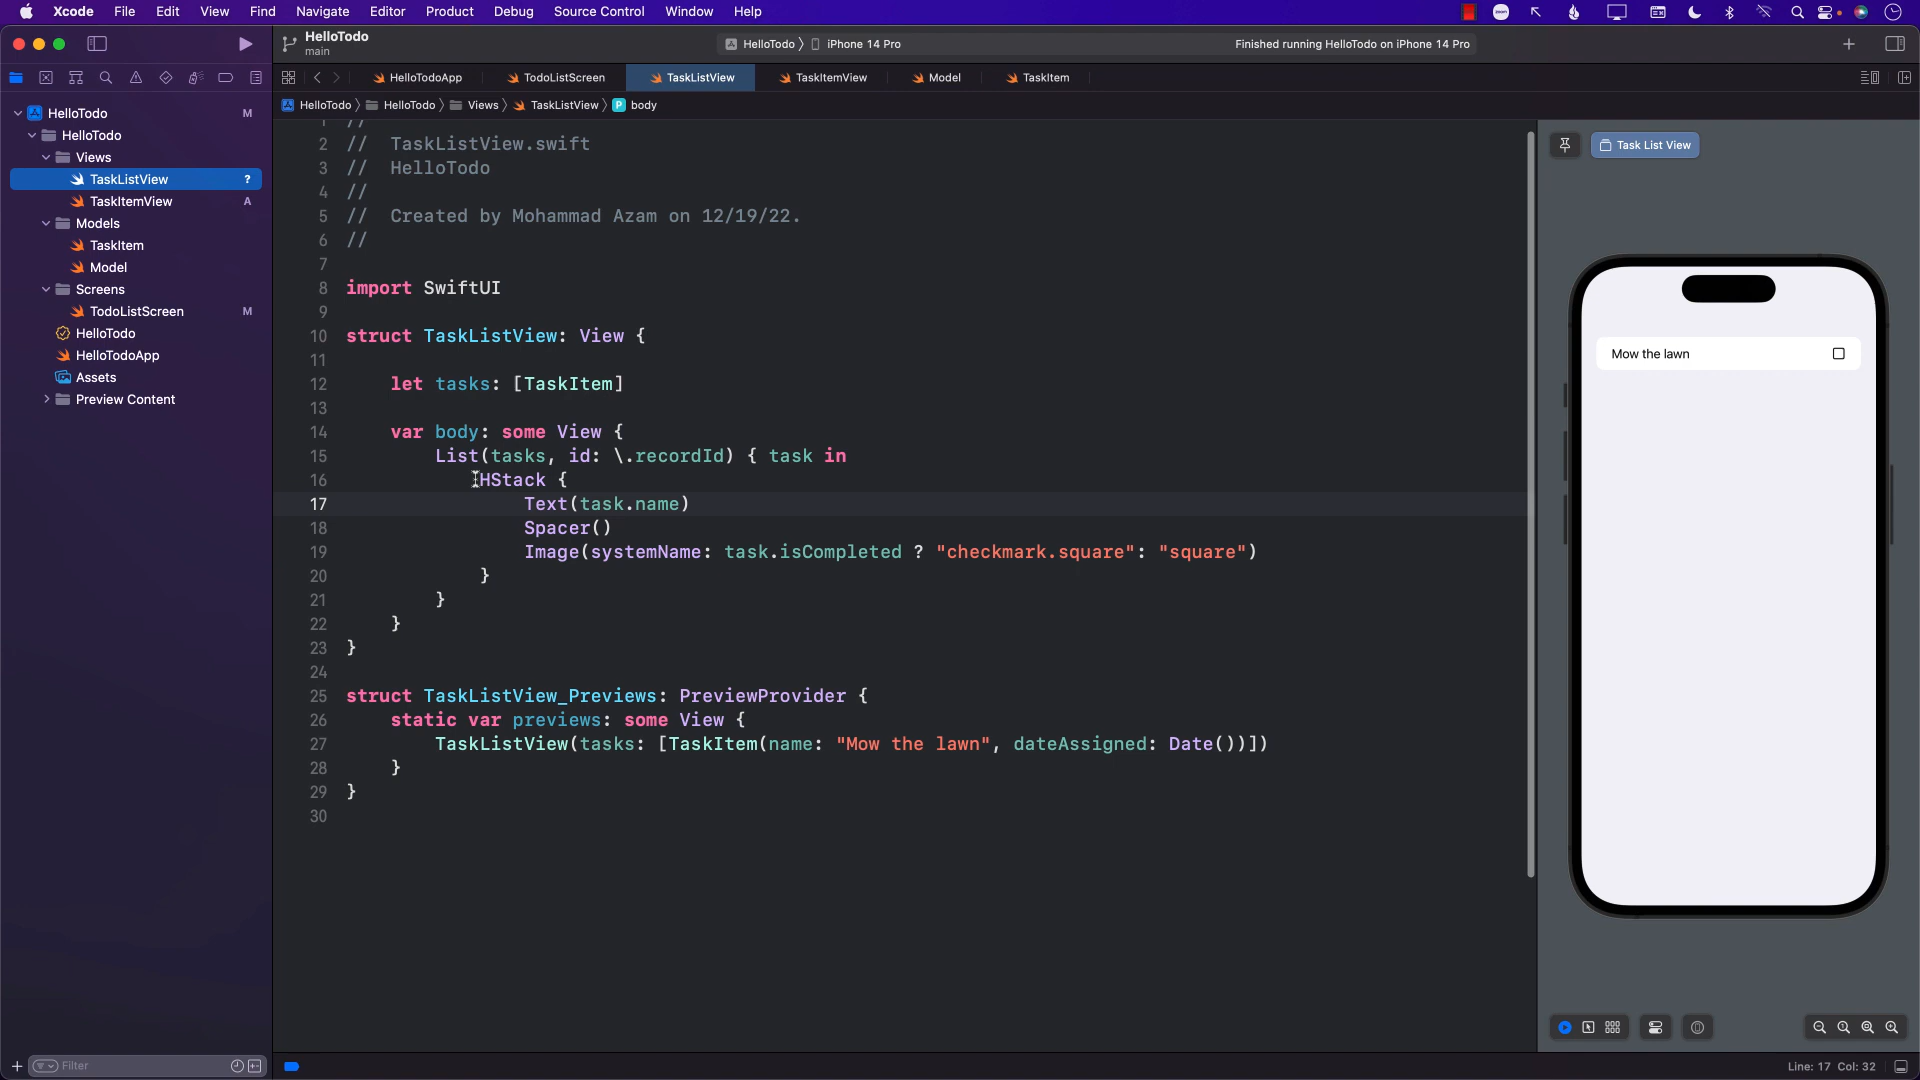 Xcode File Edit View Find Navigate Editor Product Debug Source Control Window Help
HelloTodo
main
HelloTodo iPhone 14 Pro
Finished running HelloTodo on iPhone 14 Pro
HelloTodoApp TodoListScreen TaskListView TaskItemView Model TaskItem
HelloTodo HelloTodo Views TaskListView body
HelloTodo M
HelloTodo
Views
TaskListView ?
TaskItemView A
Models
TaskItem
Model
Screens
TodoListScreen M
HelloTodo
HelloTodoApp
Assets
Preview Content
Filter
1 //
2 // TaskListView.swift
3 // HelloTodo
4 //
5 // Created by Mohammad Azam on 12/19/22.
6 //
7
8 import SwiftUI
9
10 struct TaskListView: View {
11
12 let tasks: [TaskItem]
13
14 var body: some View {
15 List(tasks, id: \.recordId) { task in
16 HStack {
17 Text(task.name)
18 Spacer()
19 Image(systemName: task.isCompleted ? "checkmark.square": "square")
20 }
21 }
22 }
23 }
24
25 struct TaskListView_Previews: PreviewProvider {
26 static var previews: some View {
27 TaskListView(tasks: [TaskItem(name: "Mow the lawn", dateAssigned: Date())])
28 }
29 }
30
Task List View
Mow the lawn
Line: 17 Col: 32